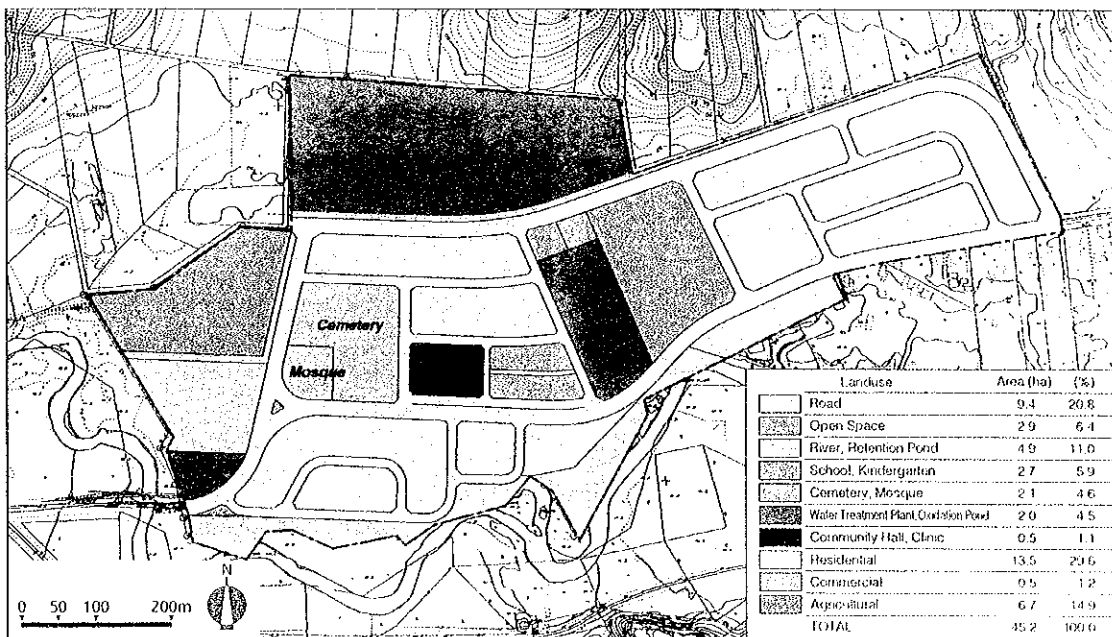 Cemetery
Mosque
Landuse Area (ha) (%)
Road 9.4 20.8
Open Space 2.9 6.4
River, Retention Pond 4.9 11.0
School, Kindergarten 2.7 5.9
Cemetery, Mosque 2.1 4.6
Water Treatment Plant, Oxidation Pond 2.0 4.5
Community Hall, Clinic 0.5 1.1
Residential 13.5 29.6
Commercial 0.5 1.2
Agricultural 6.7 14.9
TOTAL 45.2 100.0
N
0 50 100 200m